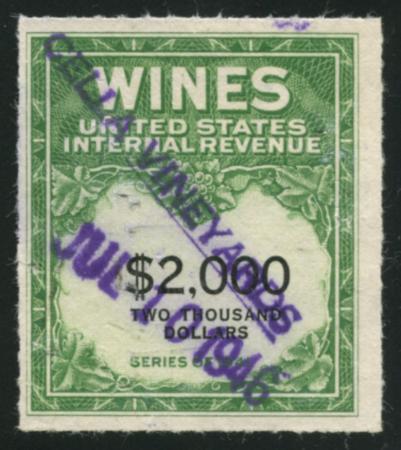 WINES
UNITED STATES
INTERNAL REVENUE
CELLA VINEYARDS
JUL 10 1946
$2,000
TWO THOUSAND
DOLLARS
SERIES OF